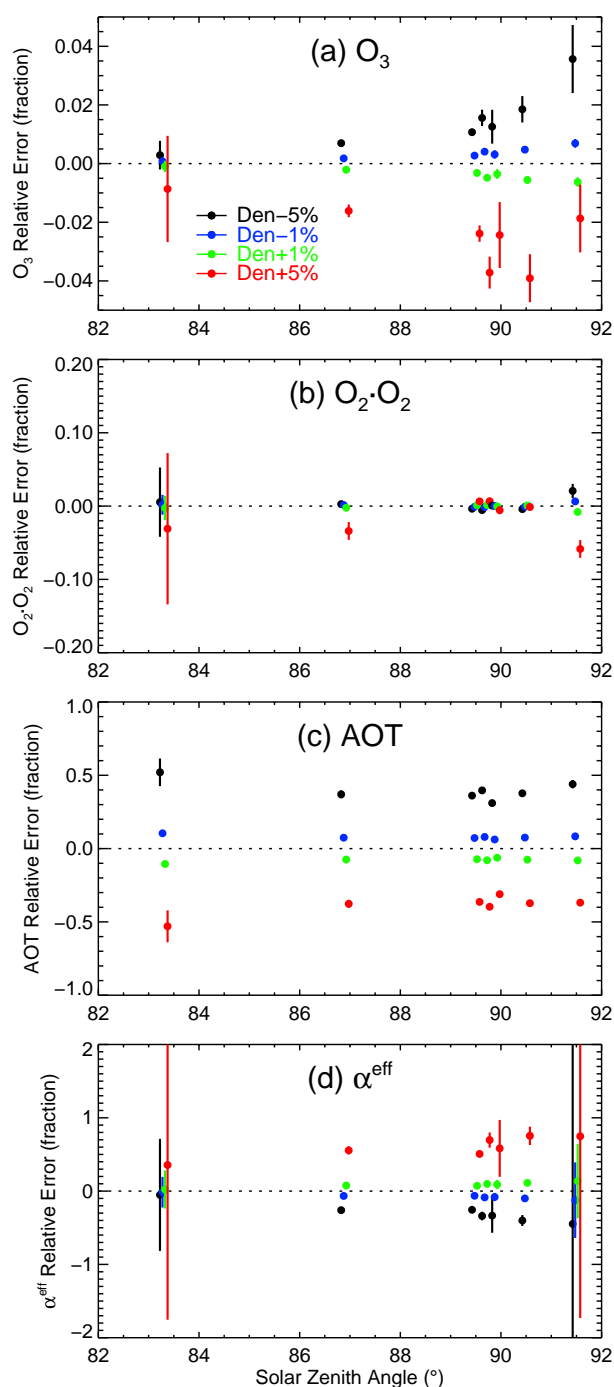 (a) O₃
O₃ Relative Error (fraction)
0.04
0.02
0.00
−0.02
−0.04
Den−5%
Den−1%
Den+1%
Den+5%
82 84 86 88 90 92
(b) O₂·O₂
O₂·O₂ Relative Error (fraction)
0.20
0.10
0.00
−0.10
−0.20
82 84 86 88 90 92
(c) AOT
AOT Relative Error (fraction)
1.0
0.5
0.0
−0.5
−1.0
82 84 86 88 90 92
(d) α^eff
α^eff Relative Error (fraction)
2
1
0
−1
−2
82 84 86 88 90 92
Solar Zenith Angle (°)